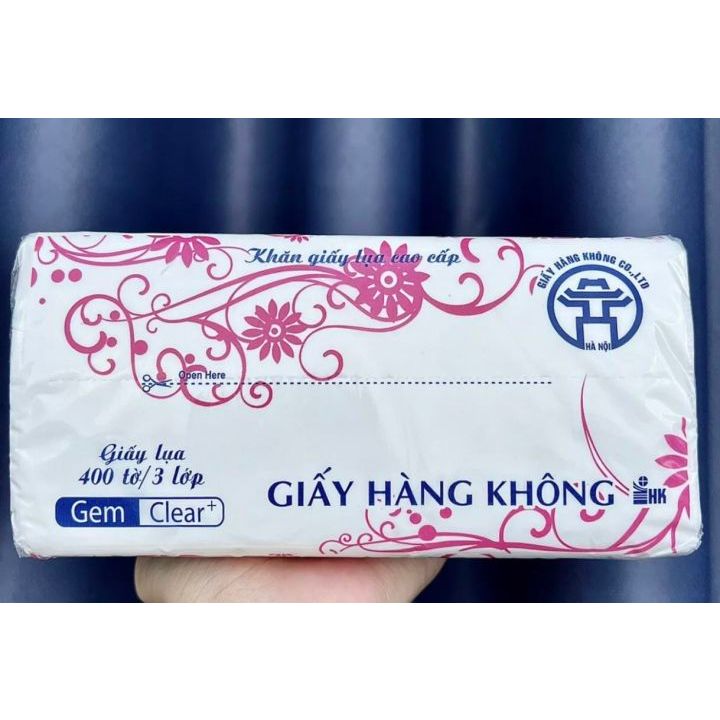 Khăn giấy lụa cao cấp
GIẤY HÀNG KHÔNG CO.,LTD
HÀ NỘI
Open Here
Giấy lụa
400 tờ/3 lớp
Gem Clear+
GIẤY HÀNG KHÔNG HK